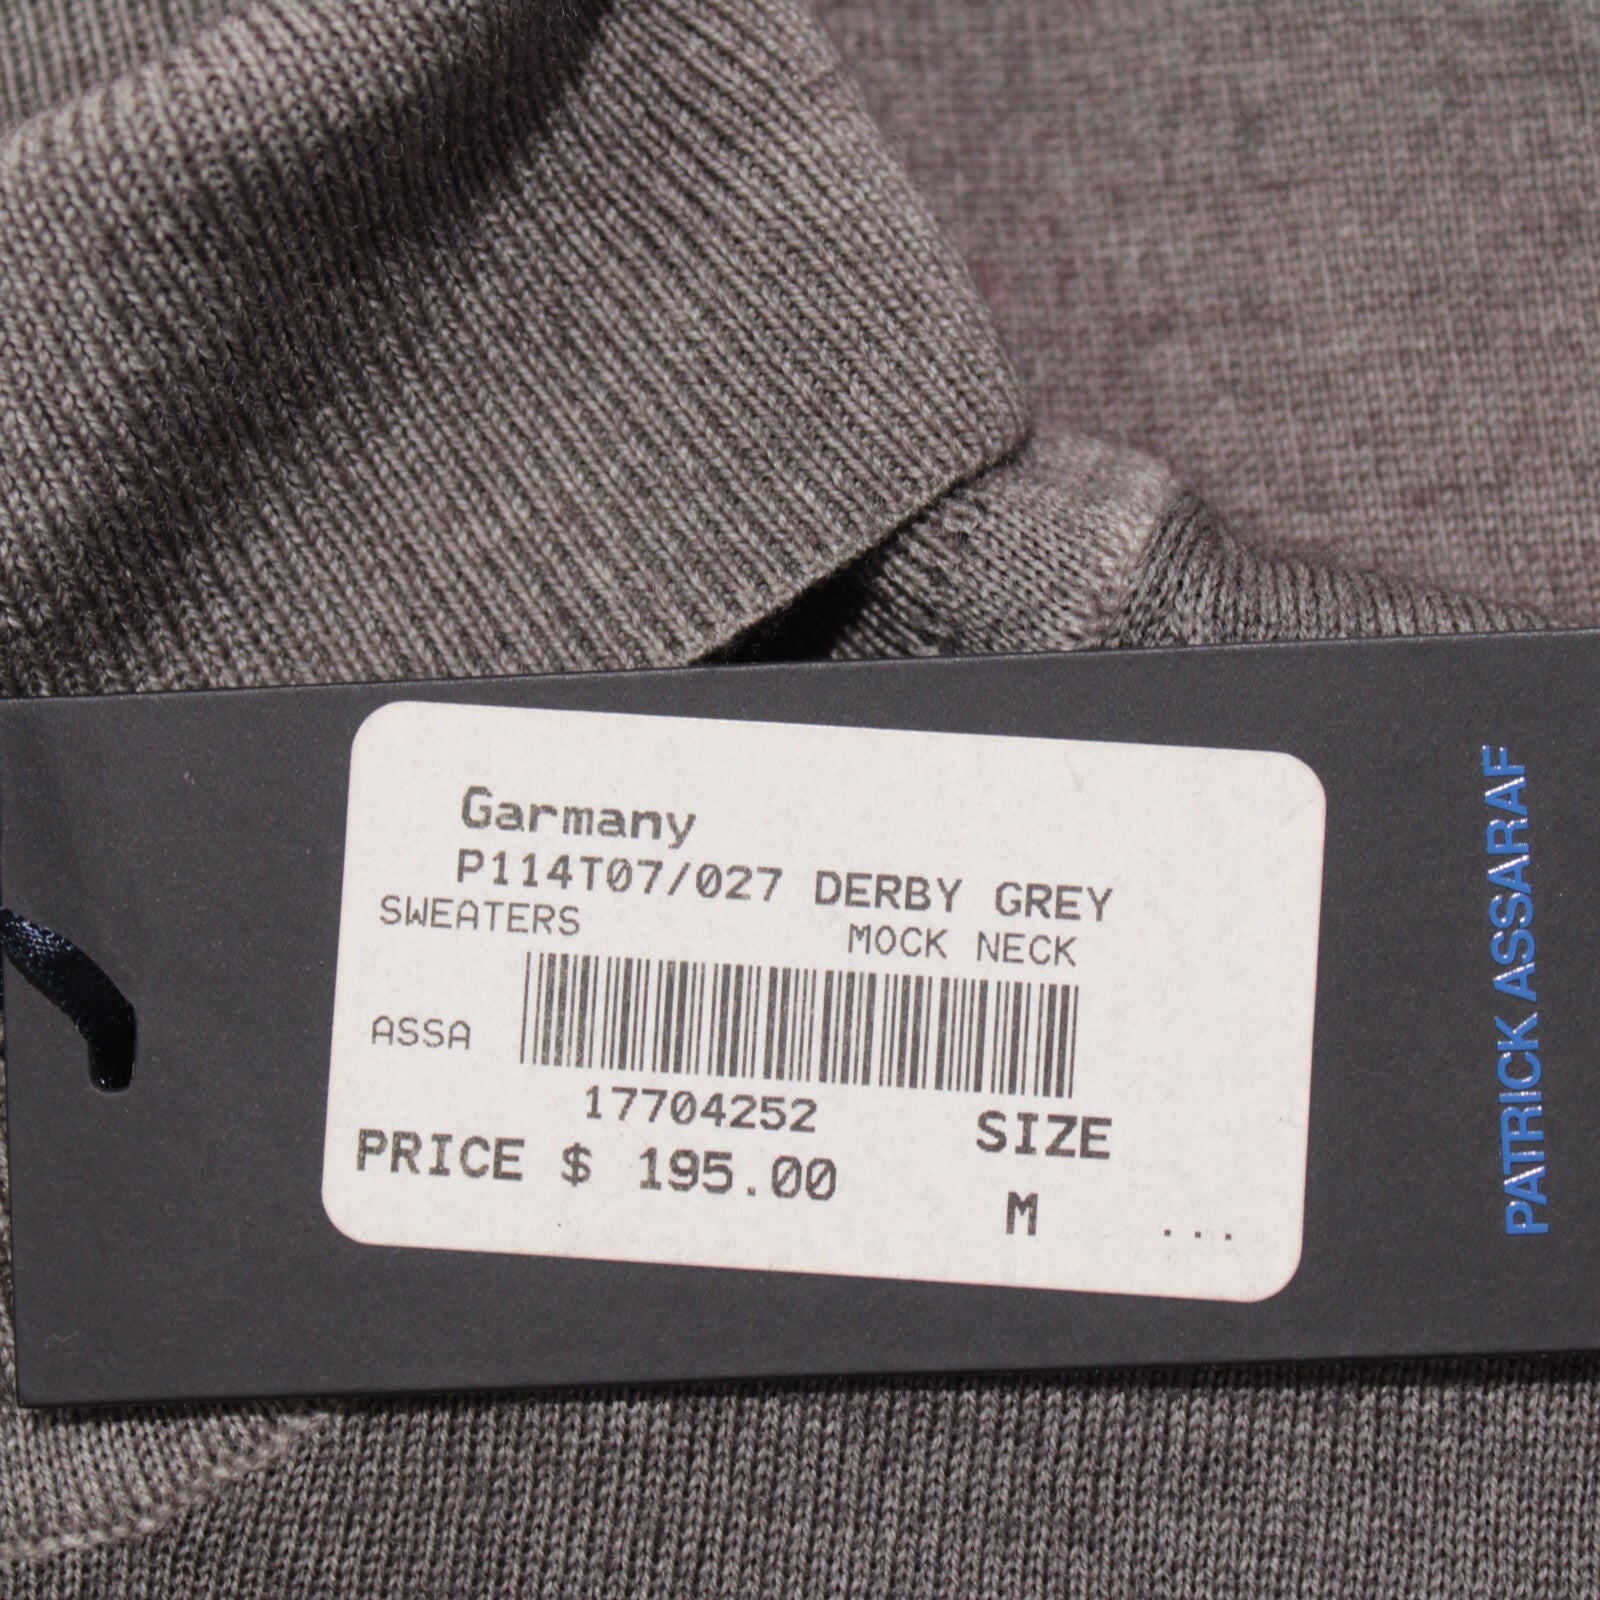 Garmany
P114T07/027 DERBY GREY
SWEATERS MOCK NECK
ASSA
17704252
SIZE
PRICE $ 195.00
M ...
PATRICK ASSARAF